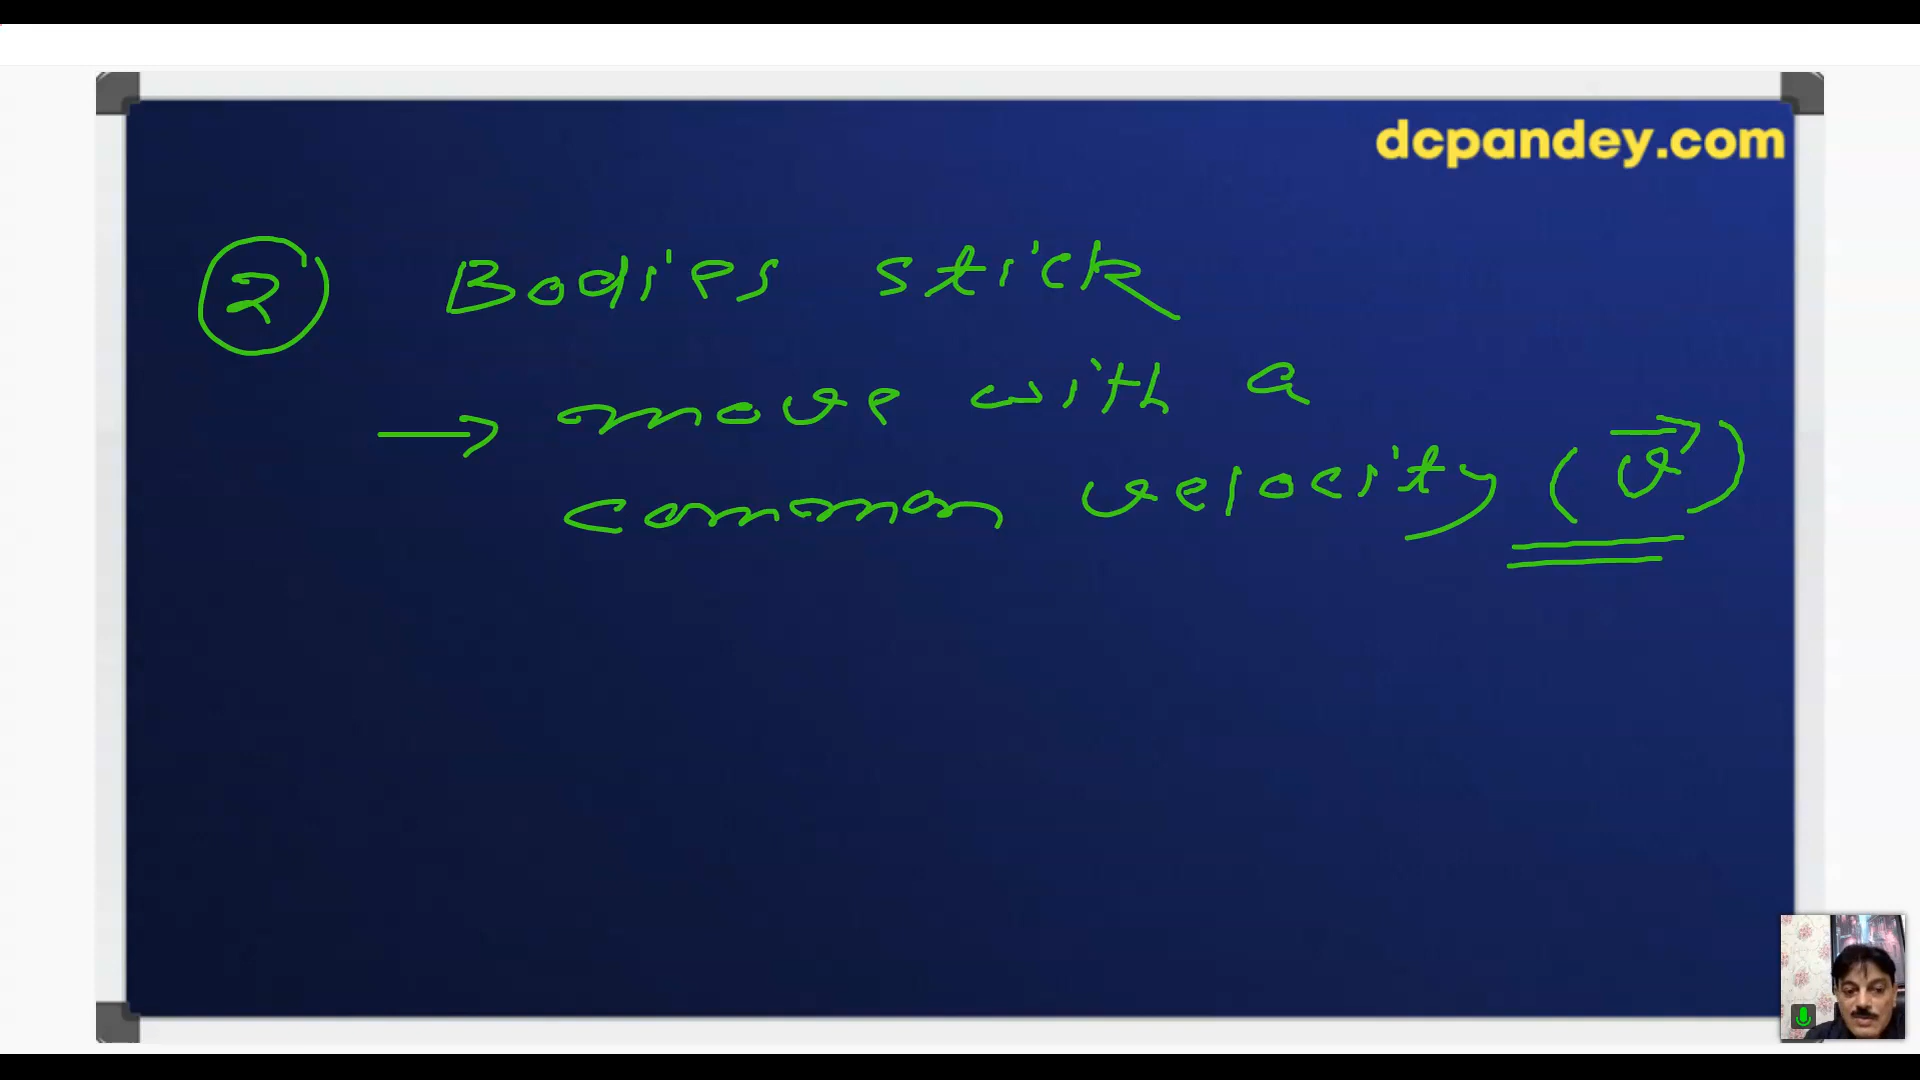 dcpandey.com
2 Bodies stick
→ move with a
common velocity (v⃗)